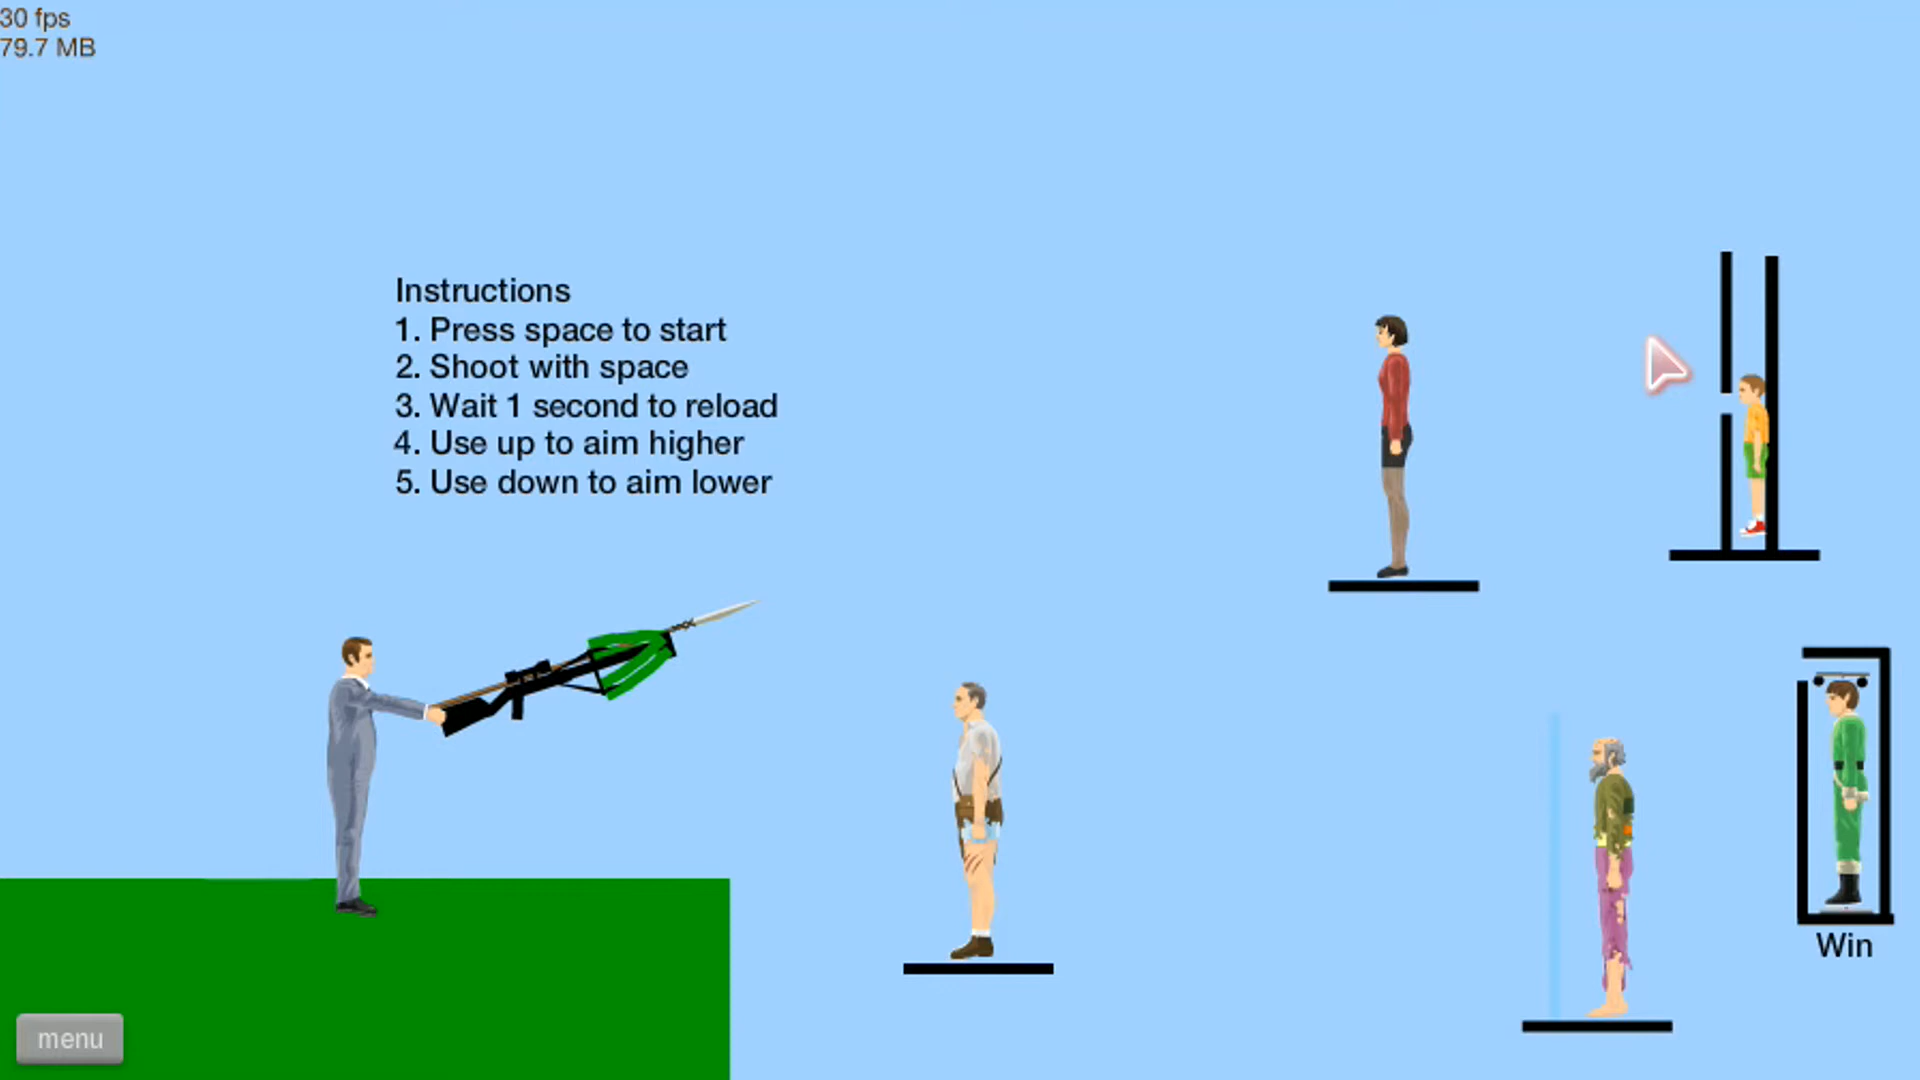 30 fps
79.7 MB
Instructions
1. Press space to start
2. Shoot with space
3. Wait 1 second to reload
4. Use up to aim higher
5. Use down to aim lower
Win
menu